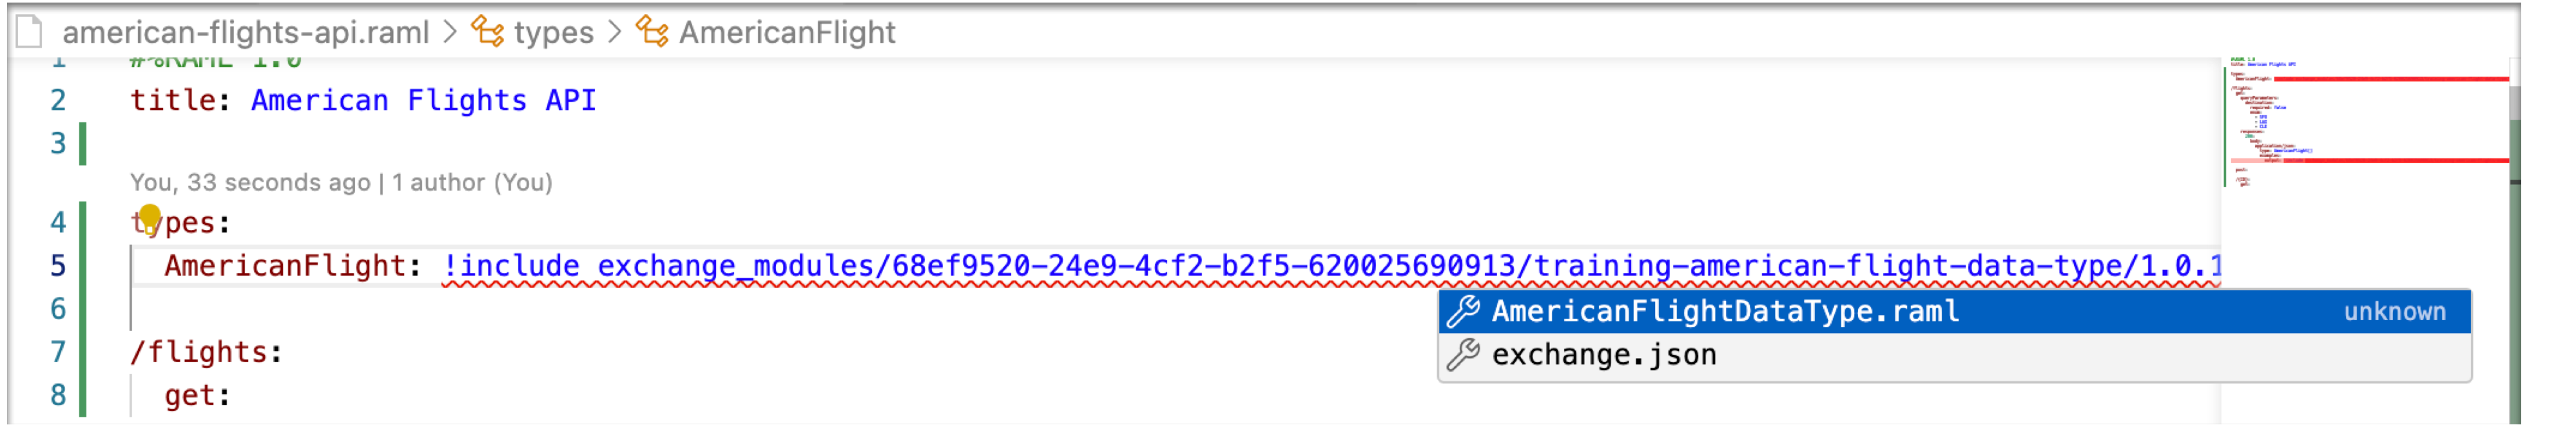 american-flights-api.raml > types > AmericanFlight
1 #%RAML 1.0
2 title: American Flights API
3
You, 33 seconds ago | 1 author (You)
4 types:
5 AmericanFlight: !include exchange_modules/68ef9520-24e9-4cf2-b2f5-620025690913/training-american-flight-data-type/1.0.1
6
AmericanFlightDataType.raml unknown
7 /flights:
exchange.json
8 get: